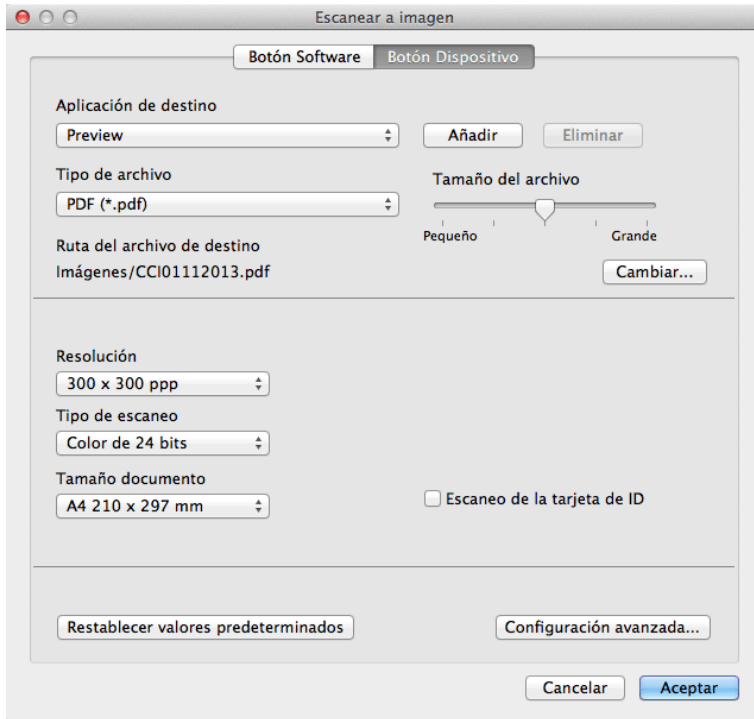 Escanear a imagen
Botón Software Botón Dispositivo
Aplicación de destino
Preview Añadir Eliminar
Tipo de archivo Tamaño del archivo
PDF (*.pdf)
Pequeño Grande
Ruta del archivo de destino
Imágenes/CCI01112013.pdf Cambiar...
Resolución
300 x 300 ppp
Tipo de escaneo
Color de 24 bits
Tamaño documento
A4 210 x 297 mm Escaneo de la tarjeta de ID
Restablecer valores predeterminados Configuración avanzada...
Cancelar Aceptar